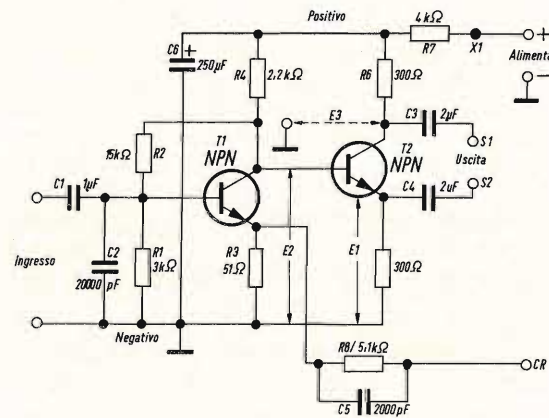 Positivo
4 kΩ
R7
X1
+
Alimenta
−
C6
+
250µF
R4
2,2kΩ
R6
300Ω
E3
C3
2µF
S1
Uscita
S2
C4
2uF
15kΩ
R2
T1
NPN
T2
NPN
C1
1µF
Ingresso
C2
20000 pF
R1
3kΩ
R3
51Ω
E2
E1
300Ω
Negativo
R8/5,1kΩ
CR
C5
2000pF